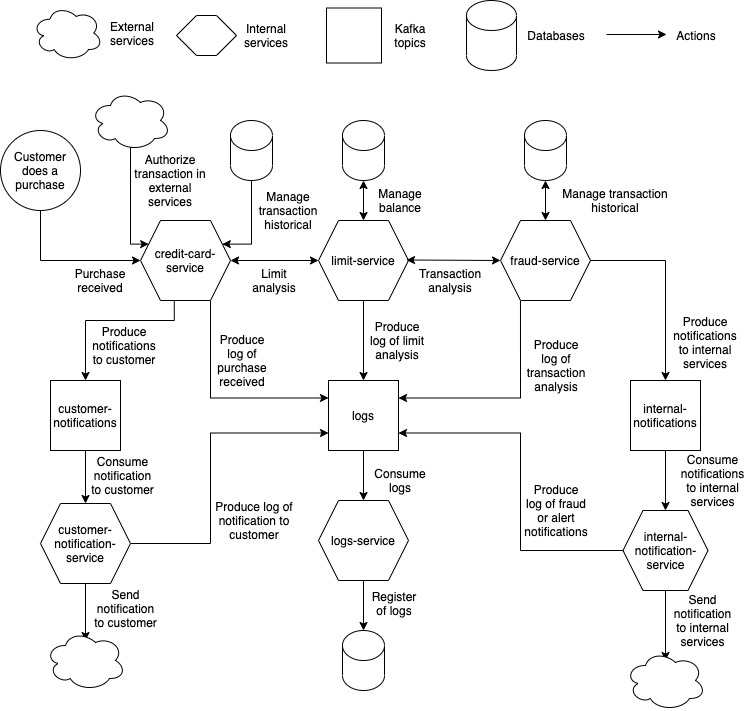 External
services
Internal
services
Kafka
topics
Databases
Actions
Customer
does a
purchase
Authorize
transaction in
external
services
Manage
transaction
historical
Manage
balance
Manage transaction
historical
credit-card-
service
limit-service
fraud-service
Purchase
received
Limit
analysis
Transaction
analysis
Produce
notifications
to customer
Produce
log of
purchase
received
Produce
log of limit
analysis
Produce
log of
transaction
analysis
Produce
notifications
to internal
services
customer-
notifications
logs
internal-
notifications
Consume
notification
to customer
Produce log of
notification to
customer
Consume
logs
Produce
log of fraud
or alert
notifications
Consume
notifications
to internal
services
customer-
notification-
service
logs-service
internal-
notification-
service
Send
notification
to customer
Register
of logs
Send
notification
to internal
services